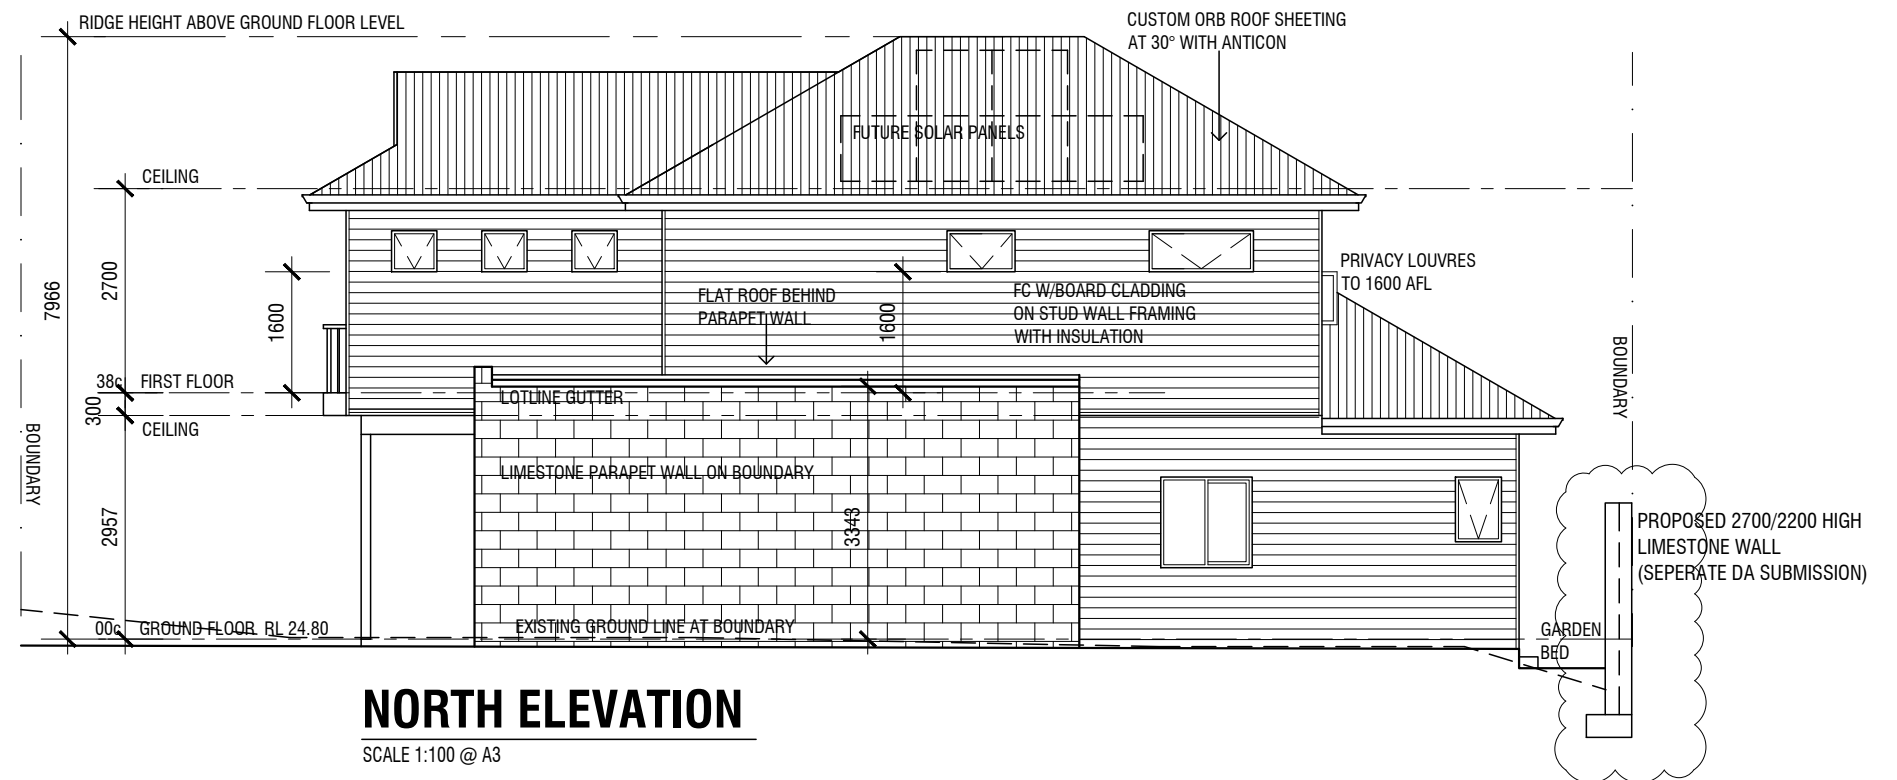 RIDGE HEIGHT ABOVE GROUND FLOOR LEVEL
CUSTOM ORB ROOF SHEETING
AT 30° WITH ANTICON
FUTURE SOLAR PANELS
CEILING
7966
2700
1600
FLAT ROOF BEHIND
PARAPET WALL
1600
FC W/BOARD CLADDING
ON STUD WALL FRAMING
WITH INSULATION
PRIVACY LOUVRES
TO 1600 AFL
BOUNDARY
38c
FIRST FLOOR
300
CEILING
LOTLINE GUTTER
BOUNDARY
LIMESTONE PARAPET WALL ON BOUNDARY
2957
3343
PROPOSED 2700/2200 HIGH
LIMESTONE WALL
(SEPERATE DA SUBMISSION)
00c
GROUND FLOOR RL 24.80
EXISTING GROUND LINE AT BOUNDARY
GARDEN
BED
NORTH ELEVATION
SCALE 1:100 @ A3